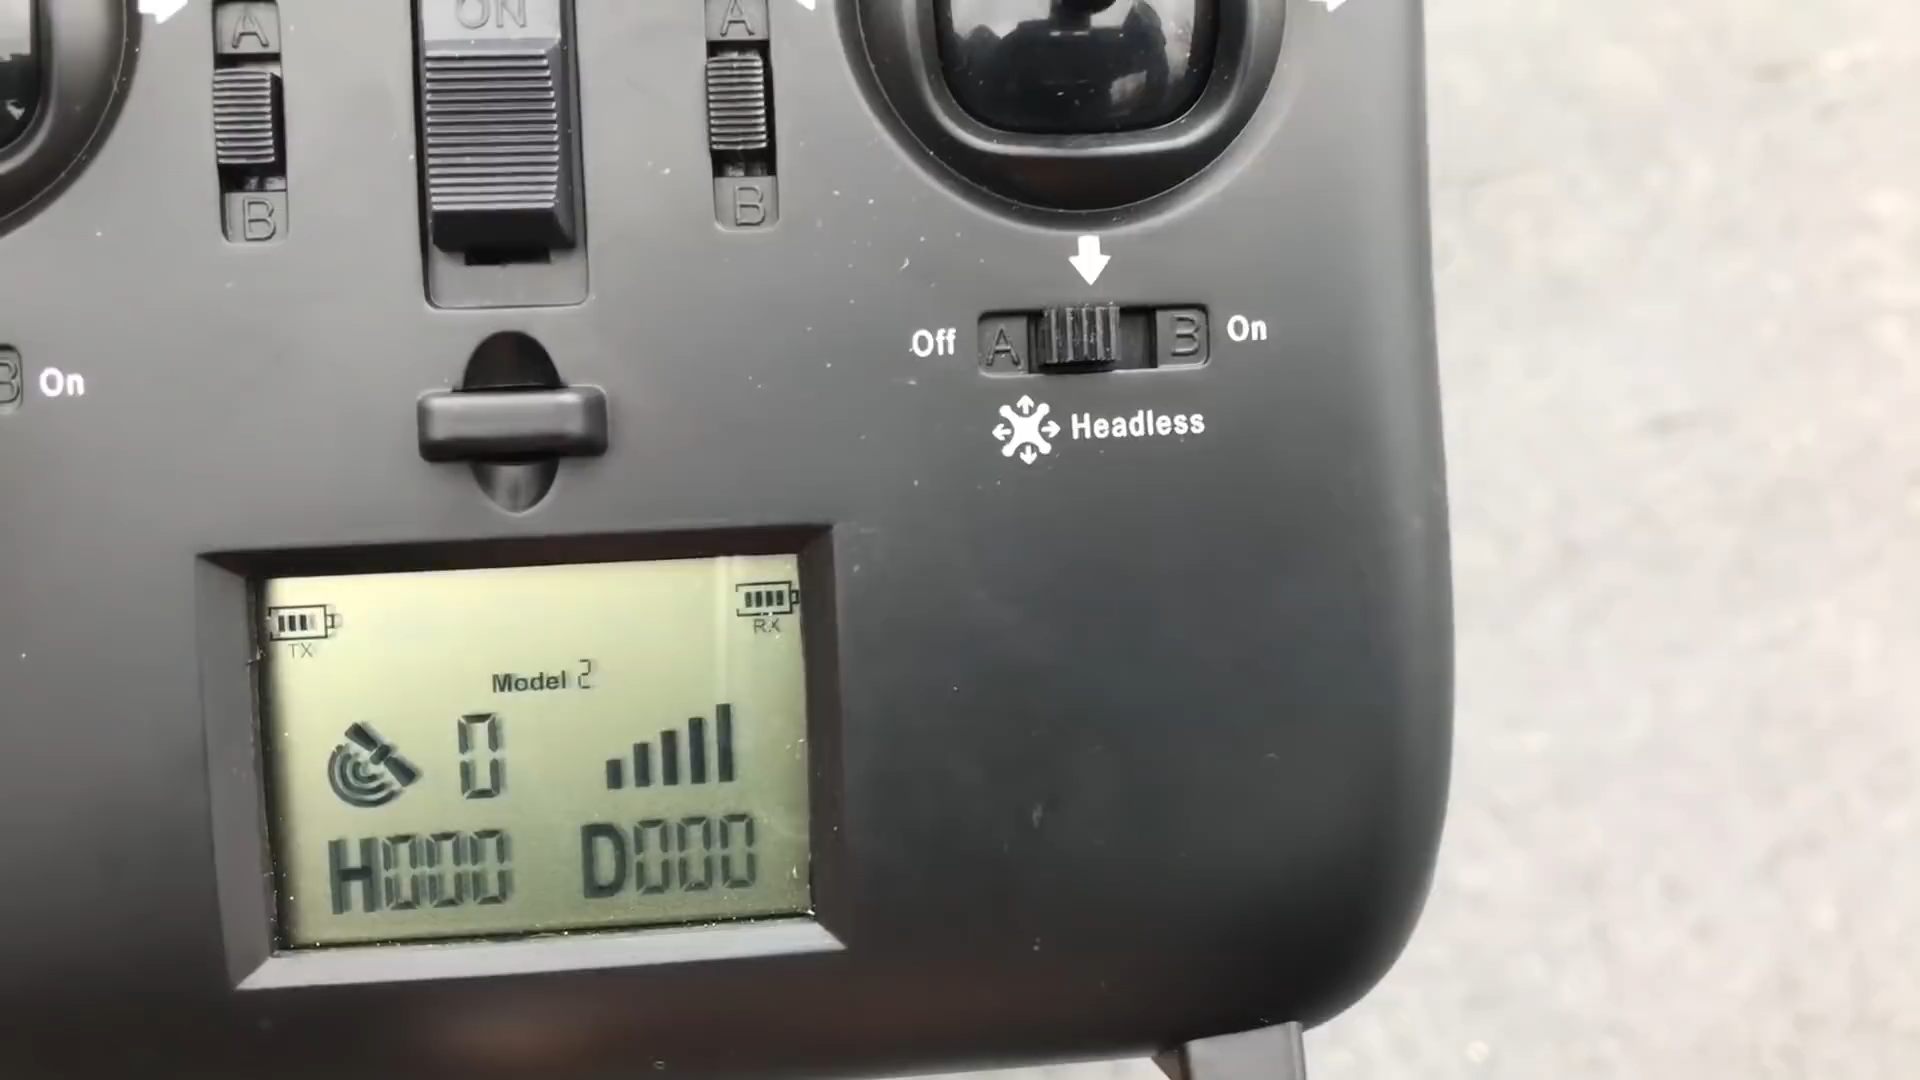 A
ON
A
B
B
Off A B On
B On
Headless
TX
RX
Model 2
0
H000 D000